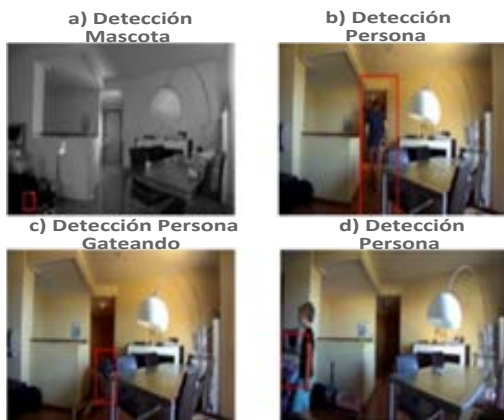 a) Detección
Mascota
b) Detección
Persona
c) Detección Persona
Gateando
d) Detección
Persona